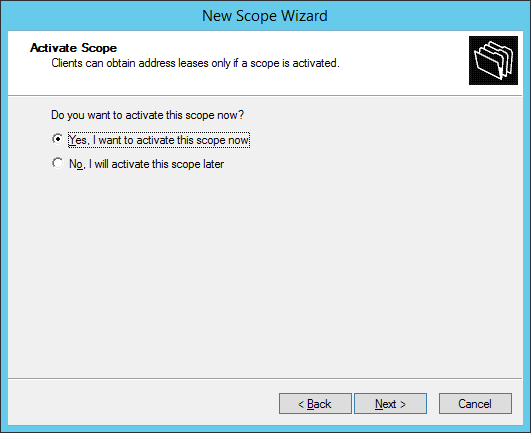 New Scope Wizard
Activate Scope
Clients can obtain address leases only if a scope is activated.
Do you want to activate this scope now?
Yes, I want to activate this scope now
No, I will activate this scope later
< Back
Next >
Cancel